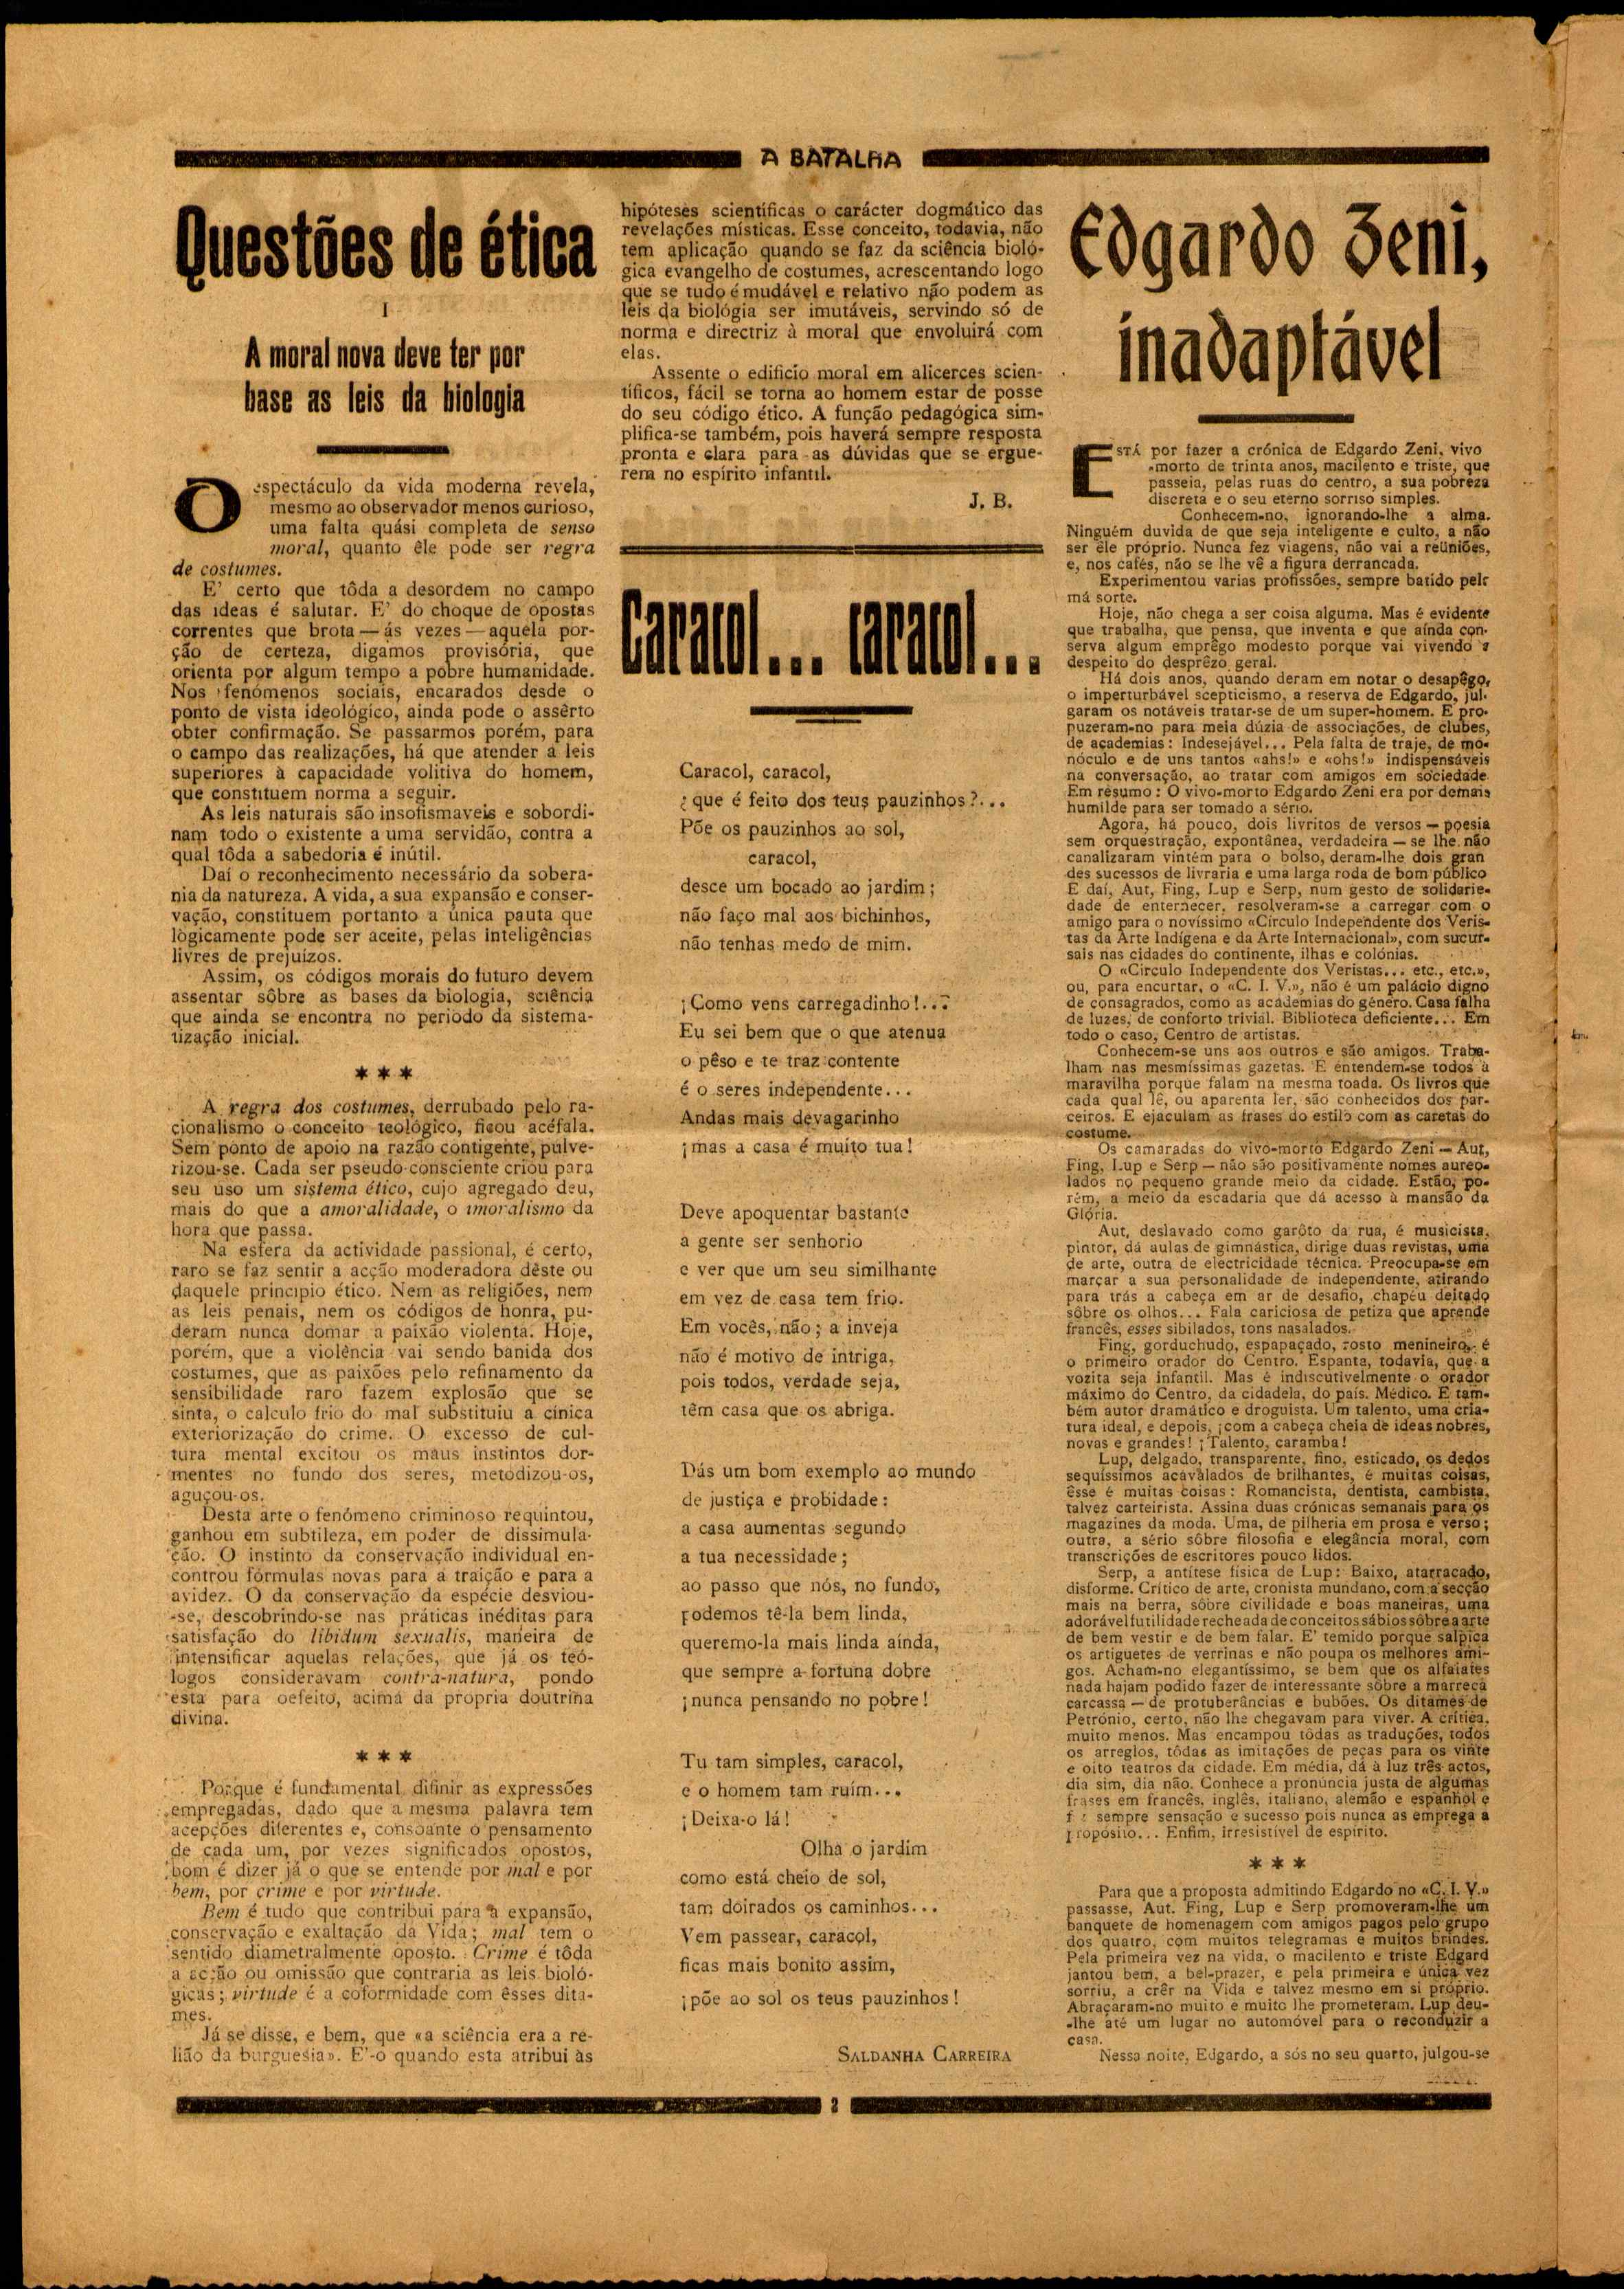 A BATALHA
Questões de ética
I
A moral nova deve ter por
base as leis da biologia
O espectáculo da vida moderna revela,
mesmo ao observador menos curioso,
uma falta quási completa de senso
moral, quanto êle pode ser regra
de costumes.
E' certo que tôda a desordem no campo
das ideas é salutar. E' do choque de opostas
correntes que brota — ás vezes — aquela por-
ção de certeza, digamos provisória, que
orienta por algum tempo a pobre humanidade.
Nos fenómenos sociais, encarados desde o
ponto de vista ideológico, ainda pode o assêrto
obter confirmação. Se passarmos porém, para
o campo das realizações, há que atender a leis
superiores à capacidade volitiva do homem,
que constituem norma a seguir.
As leis naturais são insofismaveis e sobordi-
nam todo o existente a uma servidão, contra a
qual tôda a sabedoria é inútil.
Daí o reconhecimento necessário da sobera-
nia da natureza. A vida, a sua expansão e conser-
vação, constituem portanto a única pauta que
lògicamente pode ser aceite, pelas inteligências
livres de prejuízos.
Assim, os códigos morais do futuro devem
assentar sôbre as bases da biologia, sciência
que ainda se encontra no periodo da sistema-
tização inicial.
* * *
A regra dos costumes, derrubado pelo ra-
cionalismo o conceito teológico, ficou acéfala.
Sem ponto de apoio na razão contigente, pulve-
rizou-se. Cada ser pseudo-consciente criou para
seu uso um sistema ético, cujo agregado deu,
mais do que a amoralidade, o imoralismo da
hora que passa.
Na esfera da actividade passional, é certo,
raro se faz sentir a acção moderadora dêste ou
daquele principio ético. Nem as religiões, nem
as leis penais, nem os códigos de honra, pu-
deram nunca domar a paixão violenta. Hoje,
porém, que a violência vai sendo banida dos
costumes, que as paixões pelo refinamento da
sensibilidade raro fazem explosão que se
sinta, o calculo frio do mal substituiu a cínica
exteriorização do crime. O excesso de cul-
tura mental excitou os maus instintos dor-
mentes no fundo dos seres, metodizou-os,
aguçou-os.
Desta arte o fenómeno criminoso requintou,
ganhou em subtileza, em poder de dissimula-
ção. O instinto da conservação individual en-
controu fórmulas novas para a traição e para a
avidez. O da conservação da espécie desviou-
-se, descobrindo-se nas práticas inéditas para
satisfação do libidum sexualis, maneira de
intensificar aquelas relações, que já os teó-
logos consideravam contra-natura, pondo
esta para oefeito, acima da propria doutrina
divina.
* * *
Porque é fundamental difinir as expressões
empregadas, dado que a mesma palavra tem
acepções diferentes e, consoante o pensamento
de cada um, por vezes significados opostos,
bom é dizer já o que se entende por mal e por
bem, por crime e por virtude.
Bem é tudo que contribui para a expansão,
conservação e exaltação da Vida; mal tem o
sentido diametralmente oposto. Crime é tôda
a acção ou omissão que contraria as leis bioló-
gicas; virtude é a coformidade com êsses dita-
mes.
Já se disse, e bem, que «a sciência era a re-
lião da burguesia». E'-o quando esta atribui às
hipóteses scientíficas o carácter dogmático das
revelações místicas. Esse conceito, todavia, não
tem aplicação quando se faz da sciência bioló-
gica evangelho de costumes, acrescentando logo
que se tudo é mudável e relativo não podem as
leis da biológia ser imutáveis, servindo só de
norma e directriz à moral que envoluirá com
elas.
Assente o edificio moral em alicerces scien-
tíficos, fácil se torna ao homem estar de posse
do seu código ético. A função pedagógica sim-
plifica-se também, pois haverá sempre resposta
pronta e clara para as dúvidas que se ergue-
rem no espírito infantil.
J. B.
Caracol... caracol...
Caracol, caracol,
¿que é feito dos teus pauzinhos?...
Põe os pauzinhos ao sol,
caracol,
desce um bocado ao jardim;
não faço mal aos bichinhos,
não tenhas medo de mim.
¡Como vens carregadinho!...
Eu sei bem que o que atenua
o pêso e te traz contente
é o seres independente...
Andas mais devagarinho
¡mas a casa é muito tua!
Deve apoquentar bastante
a gente ser senhorio
e ver que um seu similhante
em vez de casa tem frio.
Em vocês, não; a inveja
não é motivo de intriga,
pois todos, verdade seja,
têm casa que os abriga.
Dás um bom exemplo ao mundo
de justiça e probidade:
a casa aumentas segundo
a tua necessidade;
ao passo que nós, no fundo,
podemos tê-la bem linda,
queremo-la mais linda aínda,
que sempre a fortuna dobre
¡nunca pensando no pobre!
Tu tam simples, caracol,
e o homem tam ruím...
¡Deixa-o lá!
Olha o jardim
como está cheio de sol,
tam doirados os caminhos...
Vem passear, caracol,
ficas mais bonito assim,
¡põe ao sol os teus pauzinhos!
SALDANHA CARREIRA
Edgardo Zeni,
inadaptável
ESTÁ por fazer a crónica de Edgardo Zeni, vivo
-morto de trinta anos, macilento e triste, que
passeia, pelas ruas do centro, a sua pobreza
discreta e o seu eterno sorriso simples.
Conhecem-no, ignorando-lhe a alma.
Ninguém duvida de que seja inteligente e culto, a não
ser êle próprio. Nunca fez viagens, não vai a reüniões,
e, nos cafés, não se lhe vê a figura derrancada.
Experimentou varias profissões, sempre batido pela
má sorte.
Hoje, não chega a ser coisa alguma. Mas é evidente
que trabalha, que pensa, que inventa e que aínda con-
serva algum emprêgo modesto porque vai vivendo a
despeito do desprêzo geral.
Há dois anos, quando deram em notar o desapêgo,
o imperturbável scepticismo, a reserva de Edgardo, jul-
garam os notáveis tratar-se de um super-homem. E pro-
puzeram-no para meia dúzia de associações, de clubes,
de academias: Indesejável... Pela falta de traje, de mo-
nóculo e de uns tantos «ahs!» e «ohs!» indispensáveis
na conversação, ao tratar com amigos em sociedade.
Em resumo: O vivo-morto Edgardo Zeni era por demais
humilde para ser tomado a sério.
Agora, há pouco, dois livritos de versos — poesia
sem orquestração, expontânea, verdadeira — se lhe não
canalizaram vintém para o bolso, deram-lhe dois gran
des sucessos de livraria e uma larga roda de bom público
E daí, Aut, Fing, Lup e Serp, num gesto de solidarie-
dade de enternecer, resolveram-se a carregar com o
amigo para o novíssimo «Círculo Independente dos Veris-
tas da Arte Indígena e da Arte Internacional», com sucur-
sais nas cidades do continente, ilhas e colónias.
O «Circulo Independente dos Veristas... etc., etc.»,
ou, para encurtar, o «C. I. V.», não é um palácio digno
de consagrados, como as académias do género. Casa falha
de luzes, de conforto trivial. Biblioteca deficiente... Em
todo o caso, Centro de artistas.
Conhecem-se uns aos outros e são amigos. Traba-
lham nas mesmíssimas gazetas. E entendem-se todos à
maravilha porque falam na mesma toada. Os livros que
cada qual lê, ou aparenta ler, são conhecidos dos par-
ceiros. E ejaculam as frases do estilo com as caretas do
costume.
Os camaradas do vivo-morto Edgardo Zeni — Aut,
Fing, Lup e Serp — não são positivamente nomes aureo-
lados no pequeno grande meio da cidade. Estão, po-
rém, a meio da escadaria que dá acesso à mansão da
Glória.
Aut, deslavado como garôto da rua, é musicista,
pintor, dá aulas de gimnástica, dirige duas revistas, uma
de arte, outra de electricidade técnica. Preocupa-se em
marçar a sua personalidade de independente, atirando
para trás a cabeça em ar de desafio, chapéu deitado
sôbre os olhos... Fala cariciosa de petiza que aprende
francês, esses sibilados, tons nasalados.
Fing, gorduchudo, espapaçado, rosto menineiro, é
o primeiro orador do Centro. Espanta, todavia, que a
vozita seja infantil. Mas é indiscutivelmente o orador
máximo do Centro, da cidadela, do país. Médico. E tam-
bém autor dramático e droguista. Um talento, uma cria-
tura ideal, e depois, ¡com a cabeça cheia de ideas nobres,
novas e grandes! ¡Talento, caramba!
Lup, delgado, transparente, fino, esticado, os dedos
sequíssimos acavalados de brilhantes, é muitas coisas,
êsse é muitas coisas: Romancista, dentista, cambista,
talvez carteirista. Assina duas crónicas semanais para os
magazines da moda. Uma, de pilheria em prosa e verso;
outra, a sério sôbre filosofia e elegância moral, com
transcrições de escritores pouco lidos.
Serp, a antítese física de Lup: Baixo, atarracado,
disforme. Crítico de arte, cronista mundano, com a secção
mais na berra, sôbre civilidade e boas maneiras, uma
adorável futilidade recheada de conceitos sábios sôbre a arte
de bem vestir e de bem falar. E' temido porque salpica
os artiguetes de verrinas e não poupa os melhores ami-
gos. Acham-no elegantíssimo, se bem que os alfaiates
nada hajam podido fazer de interessante sôbre a marreca
carcassa — de protuberâncias e bubões. Os ditames de
Petrónio, certo, não lhe chegavam para viver. A crítica,
muito menos. Mas encampou tôdas as traduções, todos
os arreglos, tôdas as imitações de peças para os vinte
e oito teatros da cidade. Em média, dá à luz três actos,
dia sim, dia não. Conhece a pronúncia justa de algumas
frases em francês, inglês, italiano, alemão e espanhol e
sempre sensação e sucesso pois nunca as emprega a
propósito... Enfim, irresistível de espírito.
* * *
Para que a proposta admitindo Edgardo no «C. I. V.»
passasse, Aut. Fing, Lup e Serp promoveram-lhe um
banquete de homenagem com amigos pagos pelo grupo
dos quatro, com muitos telegramas e muitos brindes.
Pela primeira vez na vida, o macilento e triste Edgard
jantou bem, a bel-prazer, e pela primeira e única vez
sorriu, a crêr na Vida e talvez mesmo em si próprio.
Abraçaram-no muito e muito lhe prometeram. Lup deu-
-lhe até um lugar no automóvel para o reconduzir a
casa.
Nessa noite, Edgardo, a sós no seu quarto, julgou-se
2